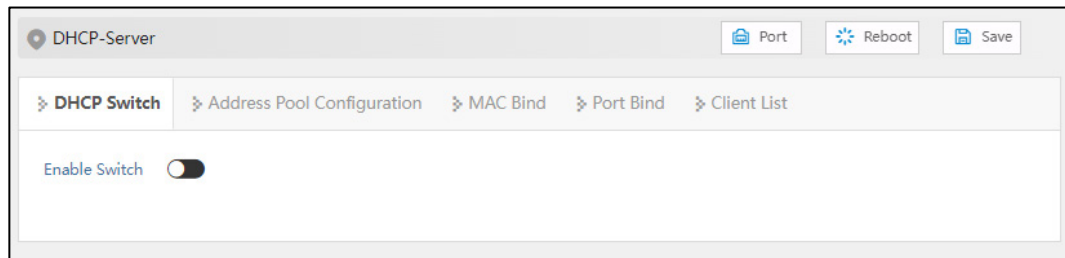 DHCP-Server Port Reboot Save
DHCP Switch Address Pool Configuration MAC Bind Port Bind Client List
Enable Switch